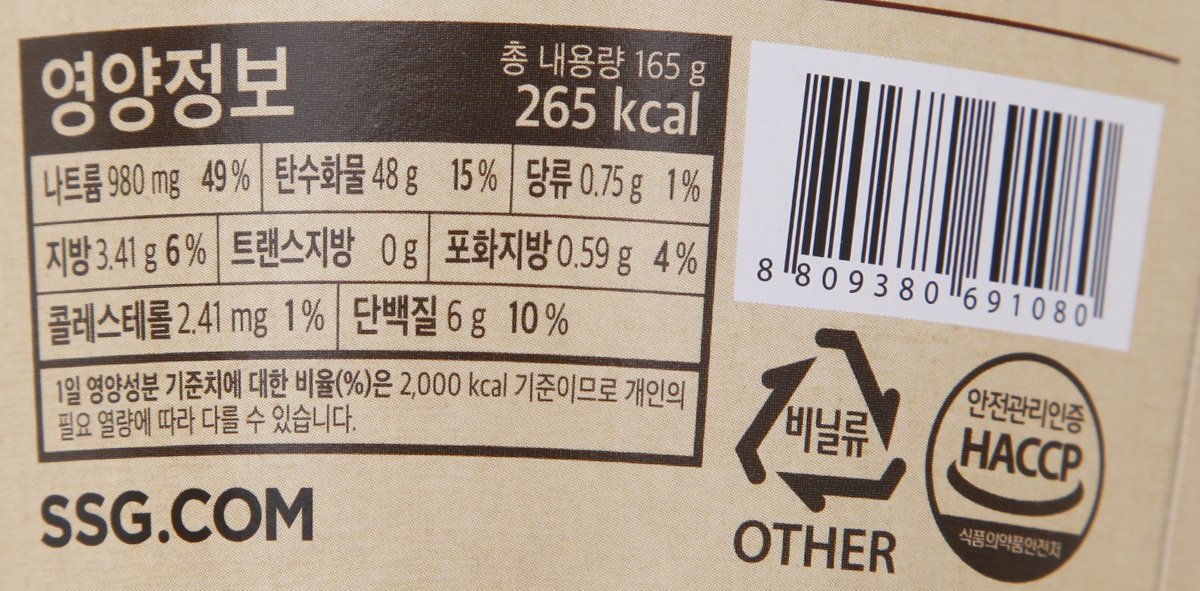 영양정보
총 내용량 165 g
265 kcal
나트륨 980 mg 49% 탄수화물 48 g 15% 당류 0.75 g 1%
지방 3.41 g 6% 트랜스지방 0 g 포화지방 0.59 g 4%
콜레스테롤 2.41 mg 1% 단백질 6 g 10%
1일 영양성분 기준치에 대한 비율(%)은 2,000 kcal 기준이므로 개인의
필요 열량에 따라 다를 수 있습니다.
SSG.COM
8 809380 691080
비닐류
OTHER
안전관리인증
HACCP
식품의약품안전처